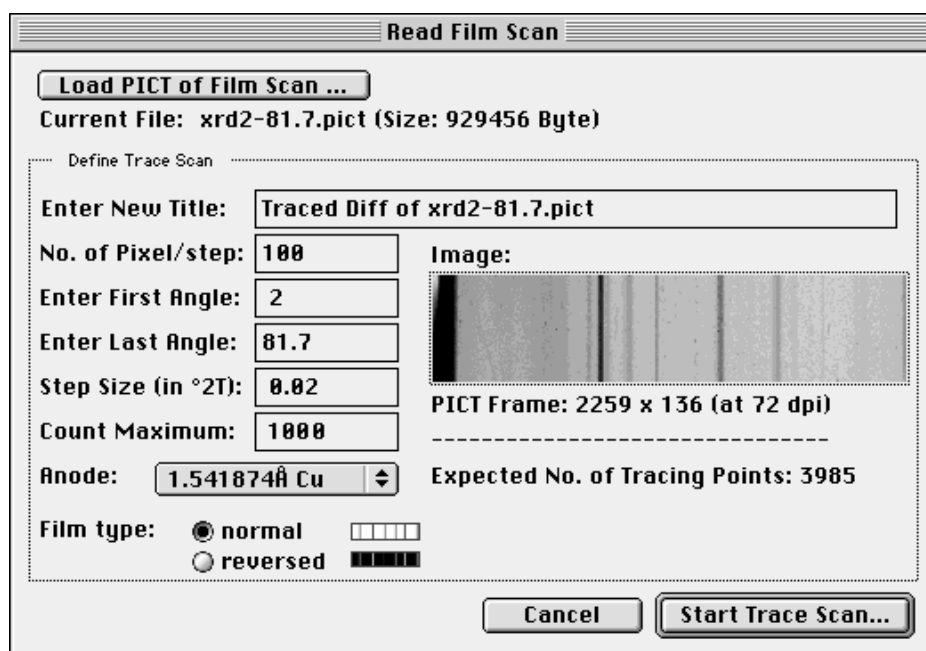 Read Film Scan
Load PICT of Film Scan ...
Current File: xrd2-81.7.pict (Size: 929456 Byte)
Define Trace Scan
Enter New Title: Traced Diff of xrd2-81.7.pict
No. of Pixel/step: 100
Image:
Enter First Angle: 2
Enter Last Angle: 81.7
Step Size (in °2T): 0.02
PICT Frame: 2259 x 136 (at 72 dpi)
Count Maximum: 1000
--------------------------------
Anode: 1.541874Å Cu
Expected No. of Tracing Points: 3985
Film type: normal
reversed
Cancel
Start Trace Scan...